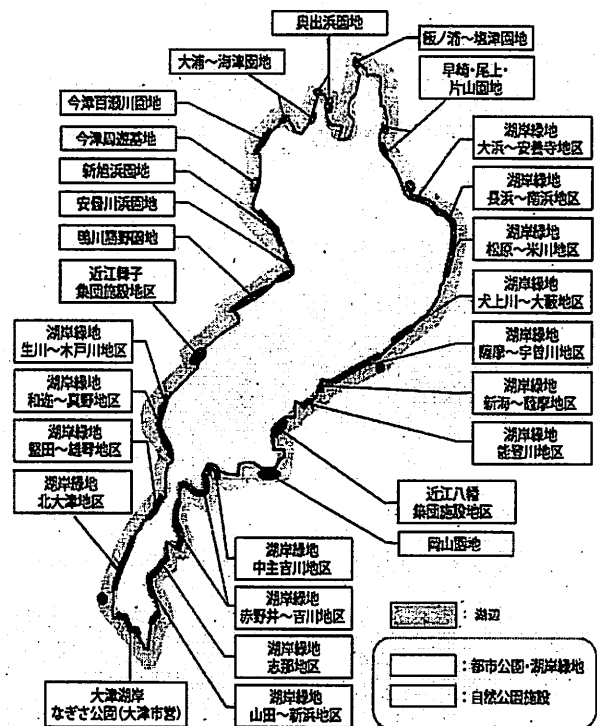 奥出浜園地
飯ノ浦～塩津園地
大浦～海津園地
早崎・尾上・
片山園地
今津百瀬川園地
今津周遊基地
新旭浜園地
安曇川浜園地
鴨川勝野園地
近江舞子
集団施設地区
湖岸緑地
大浜～安養寺地区
湖岸緑地
長浜～南浜地区
湖岸緑地
松原～米川地区
湖岸緑地
犬上川～大藪地区
湖岸緑地
薩摩～宇曽川地区
湖岸緑地
新海～薩摩地区
湖岸緑地
能登川地区
湖岸緑地
生川～木戸川地区
湖岸緑地
和迩～真野地区
湖岸緑地
堅田～雄琴地区
湖岸緑地
北大津地区
近江八幡
集団施設地区
岡山園地
湖岸緑地
中主吉川地区
湖岸緑地
赤野井～吉川地区
湖岸緑地
志那地区
湖岸緑地
山田～新浜地区
大津湖岸
なぎさ公園(大津市営)
：湖辺
：都市公園・湖岸緑地
：自然公園施設